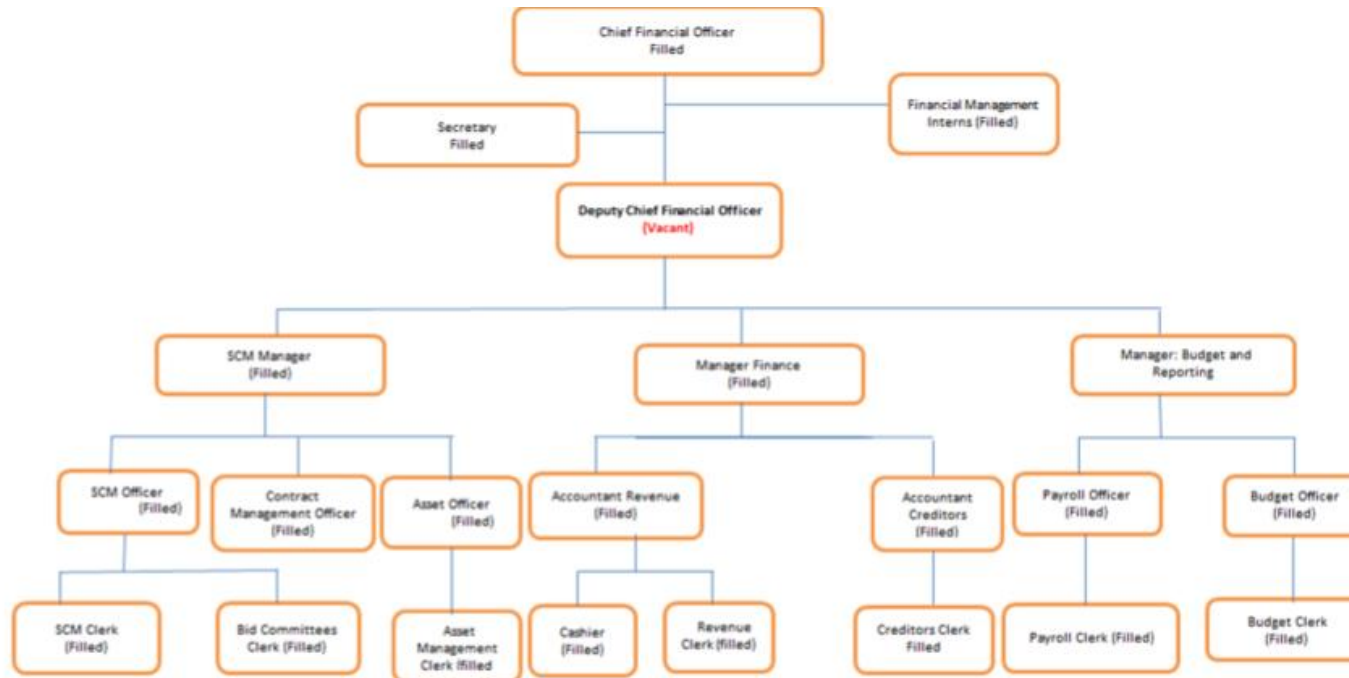 Chief Financial Officer
Filled
Financial Management
Interns (Filled)
Secretary
Filled
Deputy Chief Financial Officer
(Vacant)
SCM Manager
(Filled)
Manager Finance
(Filled)
Manager: Budget and
Reporting
SCM Officer
(Filled)
Contract
Management Officer
(Filled)
Asset Officer
(Filled)
Accountant Revenue
(Filled)
Accountant
Creditors
(Filled)
Payroll Officer
(Filled)
Budget Officer
(Filled)
SCM Clerk
(Filled)
Bid Committees
Clerk (Filled)
Asset
Management
Clerk (filled
Cashier
(Filled)
Revenue
Clerk (filled)
Creditors Clerk
Filled
Payroll Clerk (Filled)
Budget Clerk
(Filled)